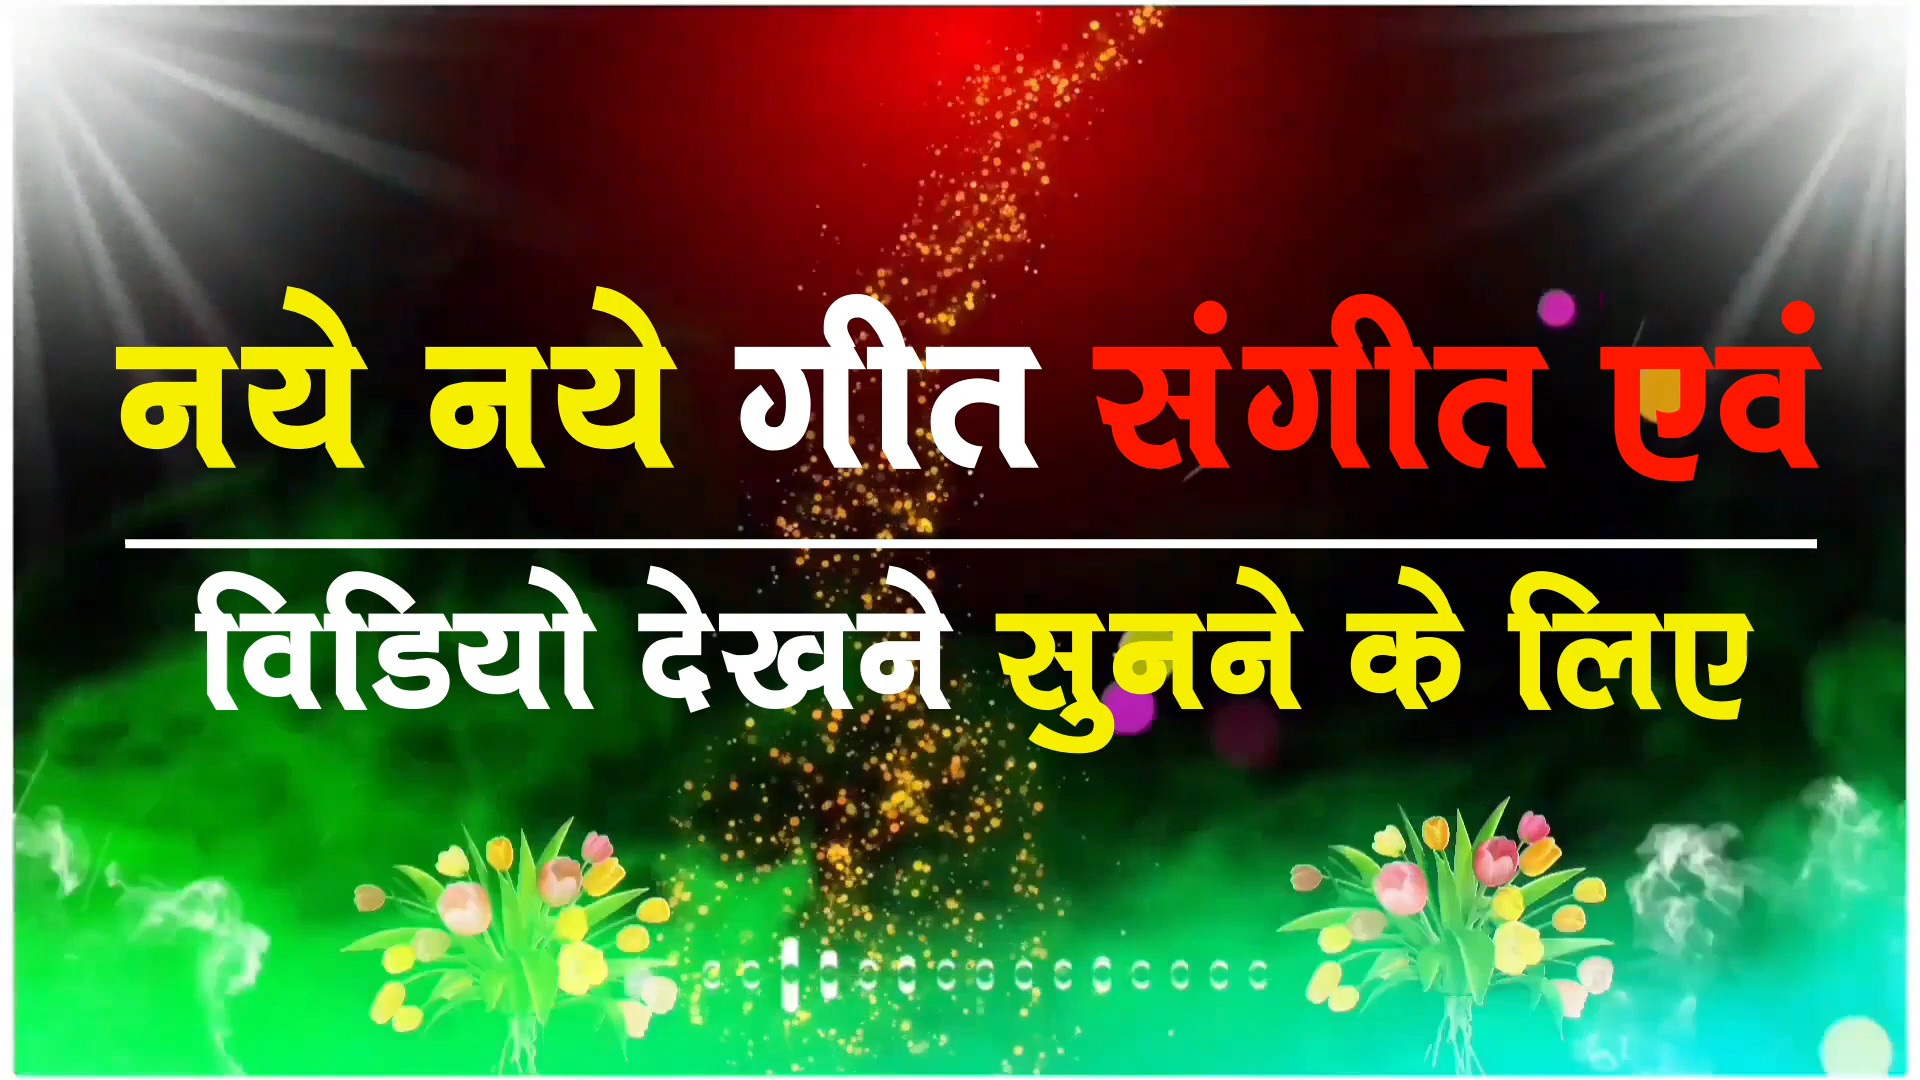 नये नये गीत संगीत एवं
विडियो देखने सुनने के लिए